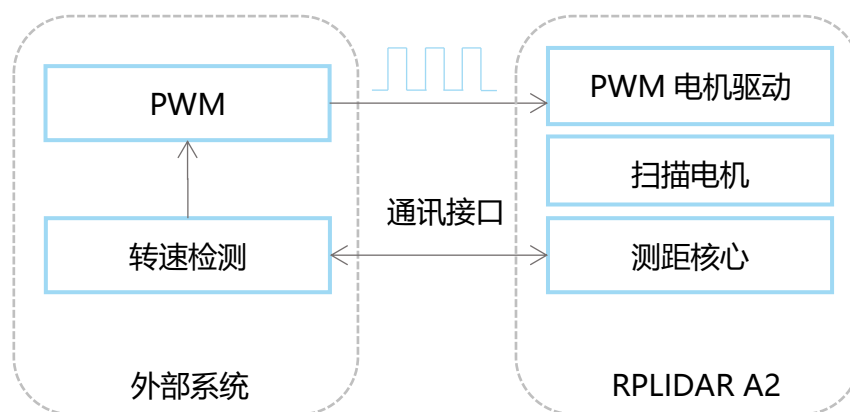 PWM
PWM 电机驱动
扫描电机
通讯接口
转速检测
测距核心
外部系统
RPLIDAR A2